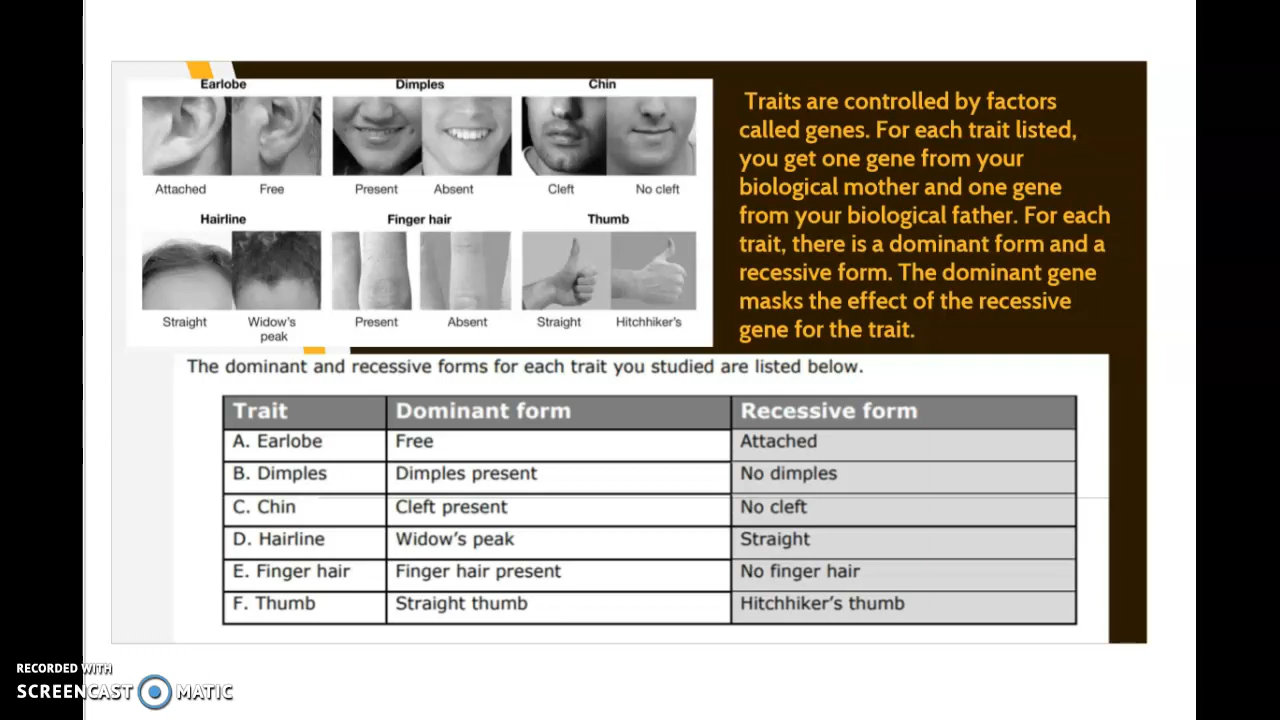 Earlobe Dimples Chin
Attached Free Present Absent Cleft No cleft
Hairline Finger hair Thumb
Straight Widow's peak Present Absent Straight Hitchhiker's
Traits are controlled by factors
called genes. For each trait listed,
you get one gene from your
biological mother and one gene
from your biological father. For each
trait, there is a dominant form and a
recessive form. The dominant gene
masks the effect of the recessive
gene for the trait.
The dominant and recessive forms for each trait you studied are listed below.
Trait Dominant form Recessive form
A. Earlobe Free Attached
B. Dimples Dimples present No dimples
C. Chin Cleft present No cleft
D. Hairline Widow's peak Straight
E. Finger hair Finger hair present No finger hair
F. Thumb Straight thumb Hitchhiker's thumb
RECORDED WITH
SCREENCAST MATIC